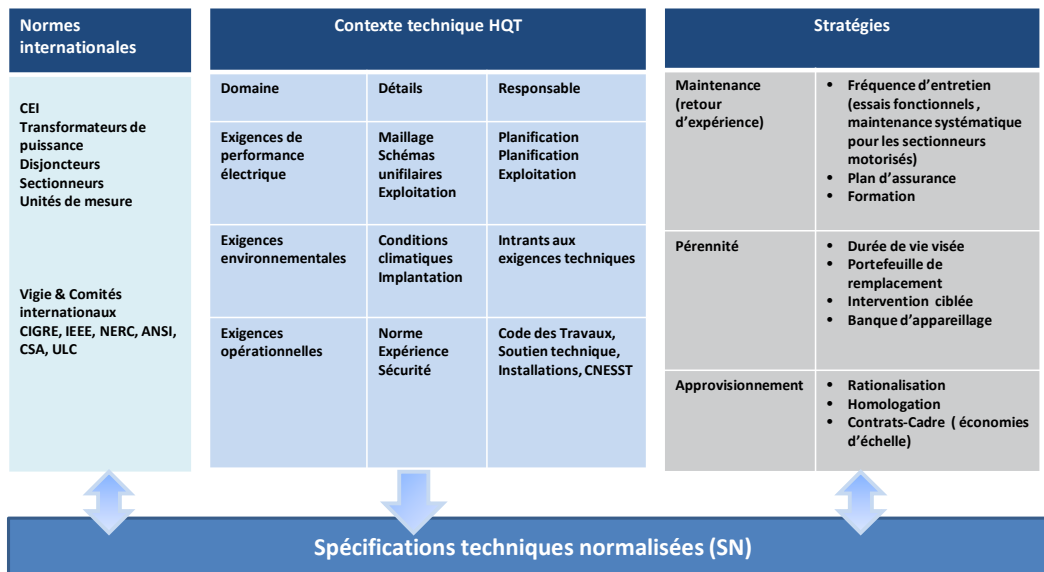 Normes
internationales
CEI
Transformateurs de
puissance
Disjoncteurs
Sectionneurs
Unités de mesure
Vigie & Comités
internationaux
CIGRE, IEEE, NERC, ANSI,
CSA, ULC
Contexte technique HQT
Domaine
Détails
Responsable
Exigences de
performance
électrique
Maillage
Schémas
unifilaires
Exploitation
Planification
Planification
Exploitation
Exigences
environnementales
Conditions
climatiques
Implantation
Intrants aux
exigences techniques
Exigences
opérationnelles
Norme
Expérience
Sécurité
Code des Travaux,
Soutien technique,
Installations, CNESST
Stratégies
Maintenance
(retour
d'expérience)
• Fréquence d'entretien
(essais fonctionnels ,
maintenance systématique
pour les sectionneurs
motorisés)
• Plan d'assurance
• Formation
Pérennité
• Durée de vie visée
• Portefeuille de
remplacement
• Intervention ciblée
• Banque d'appareillage
Approvisionnement
• Rationalisation
• Homologation
• Contrats-Cadre ( économies
d'échelle)
Spécifications techniques normalisées (SN)